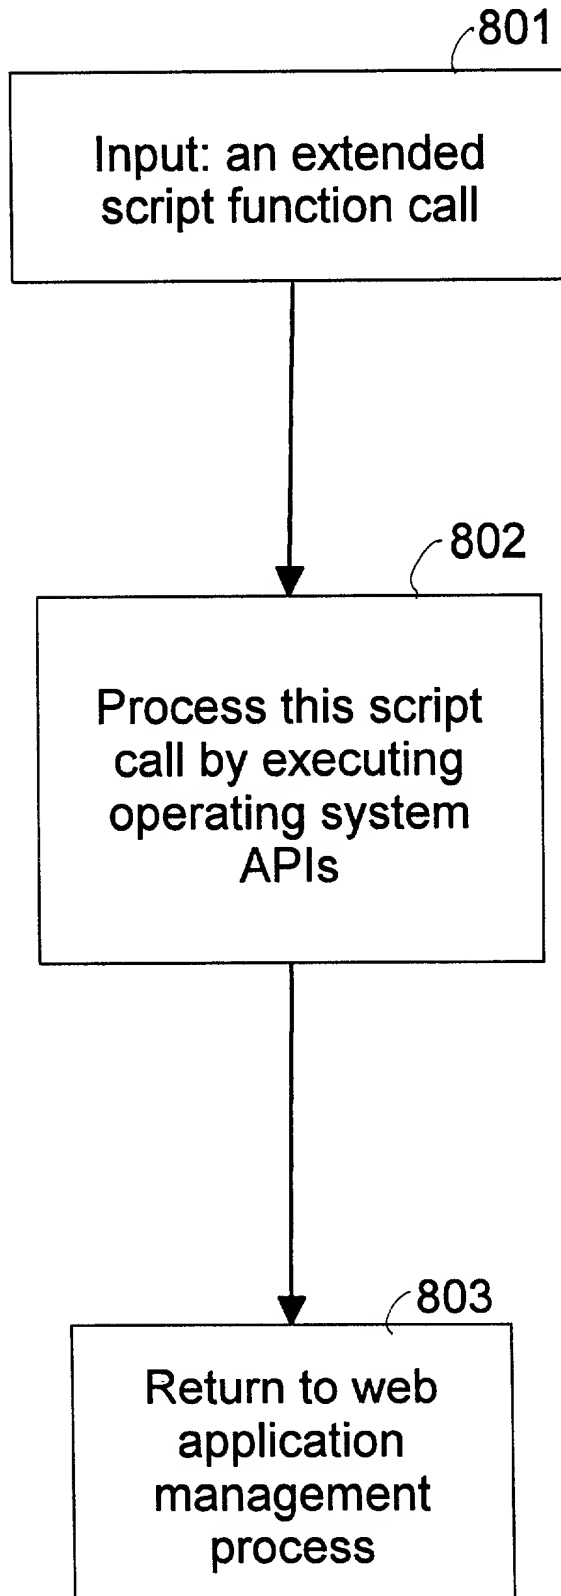 801
Input: an extended
script function call
802
Process this script
call by executing
operating system
APIs
803
Return to web
application
management
process